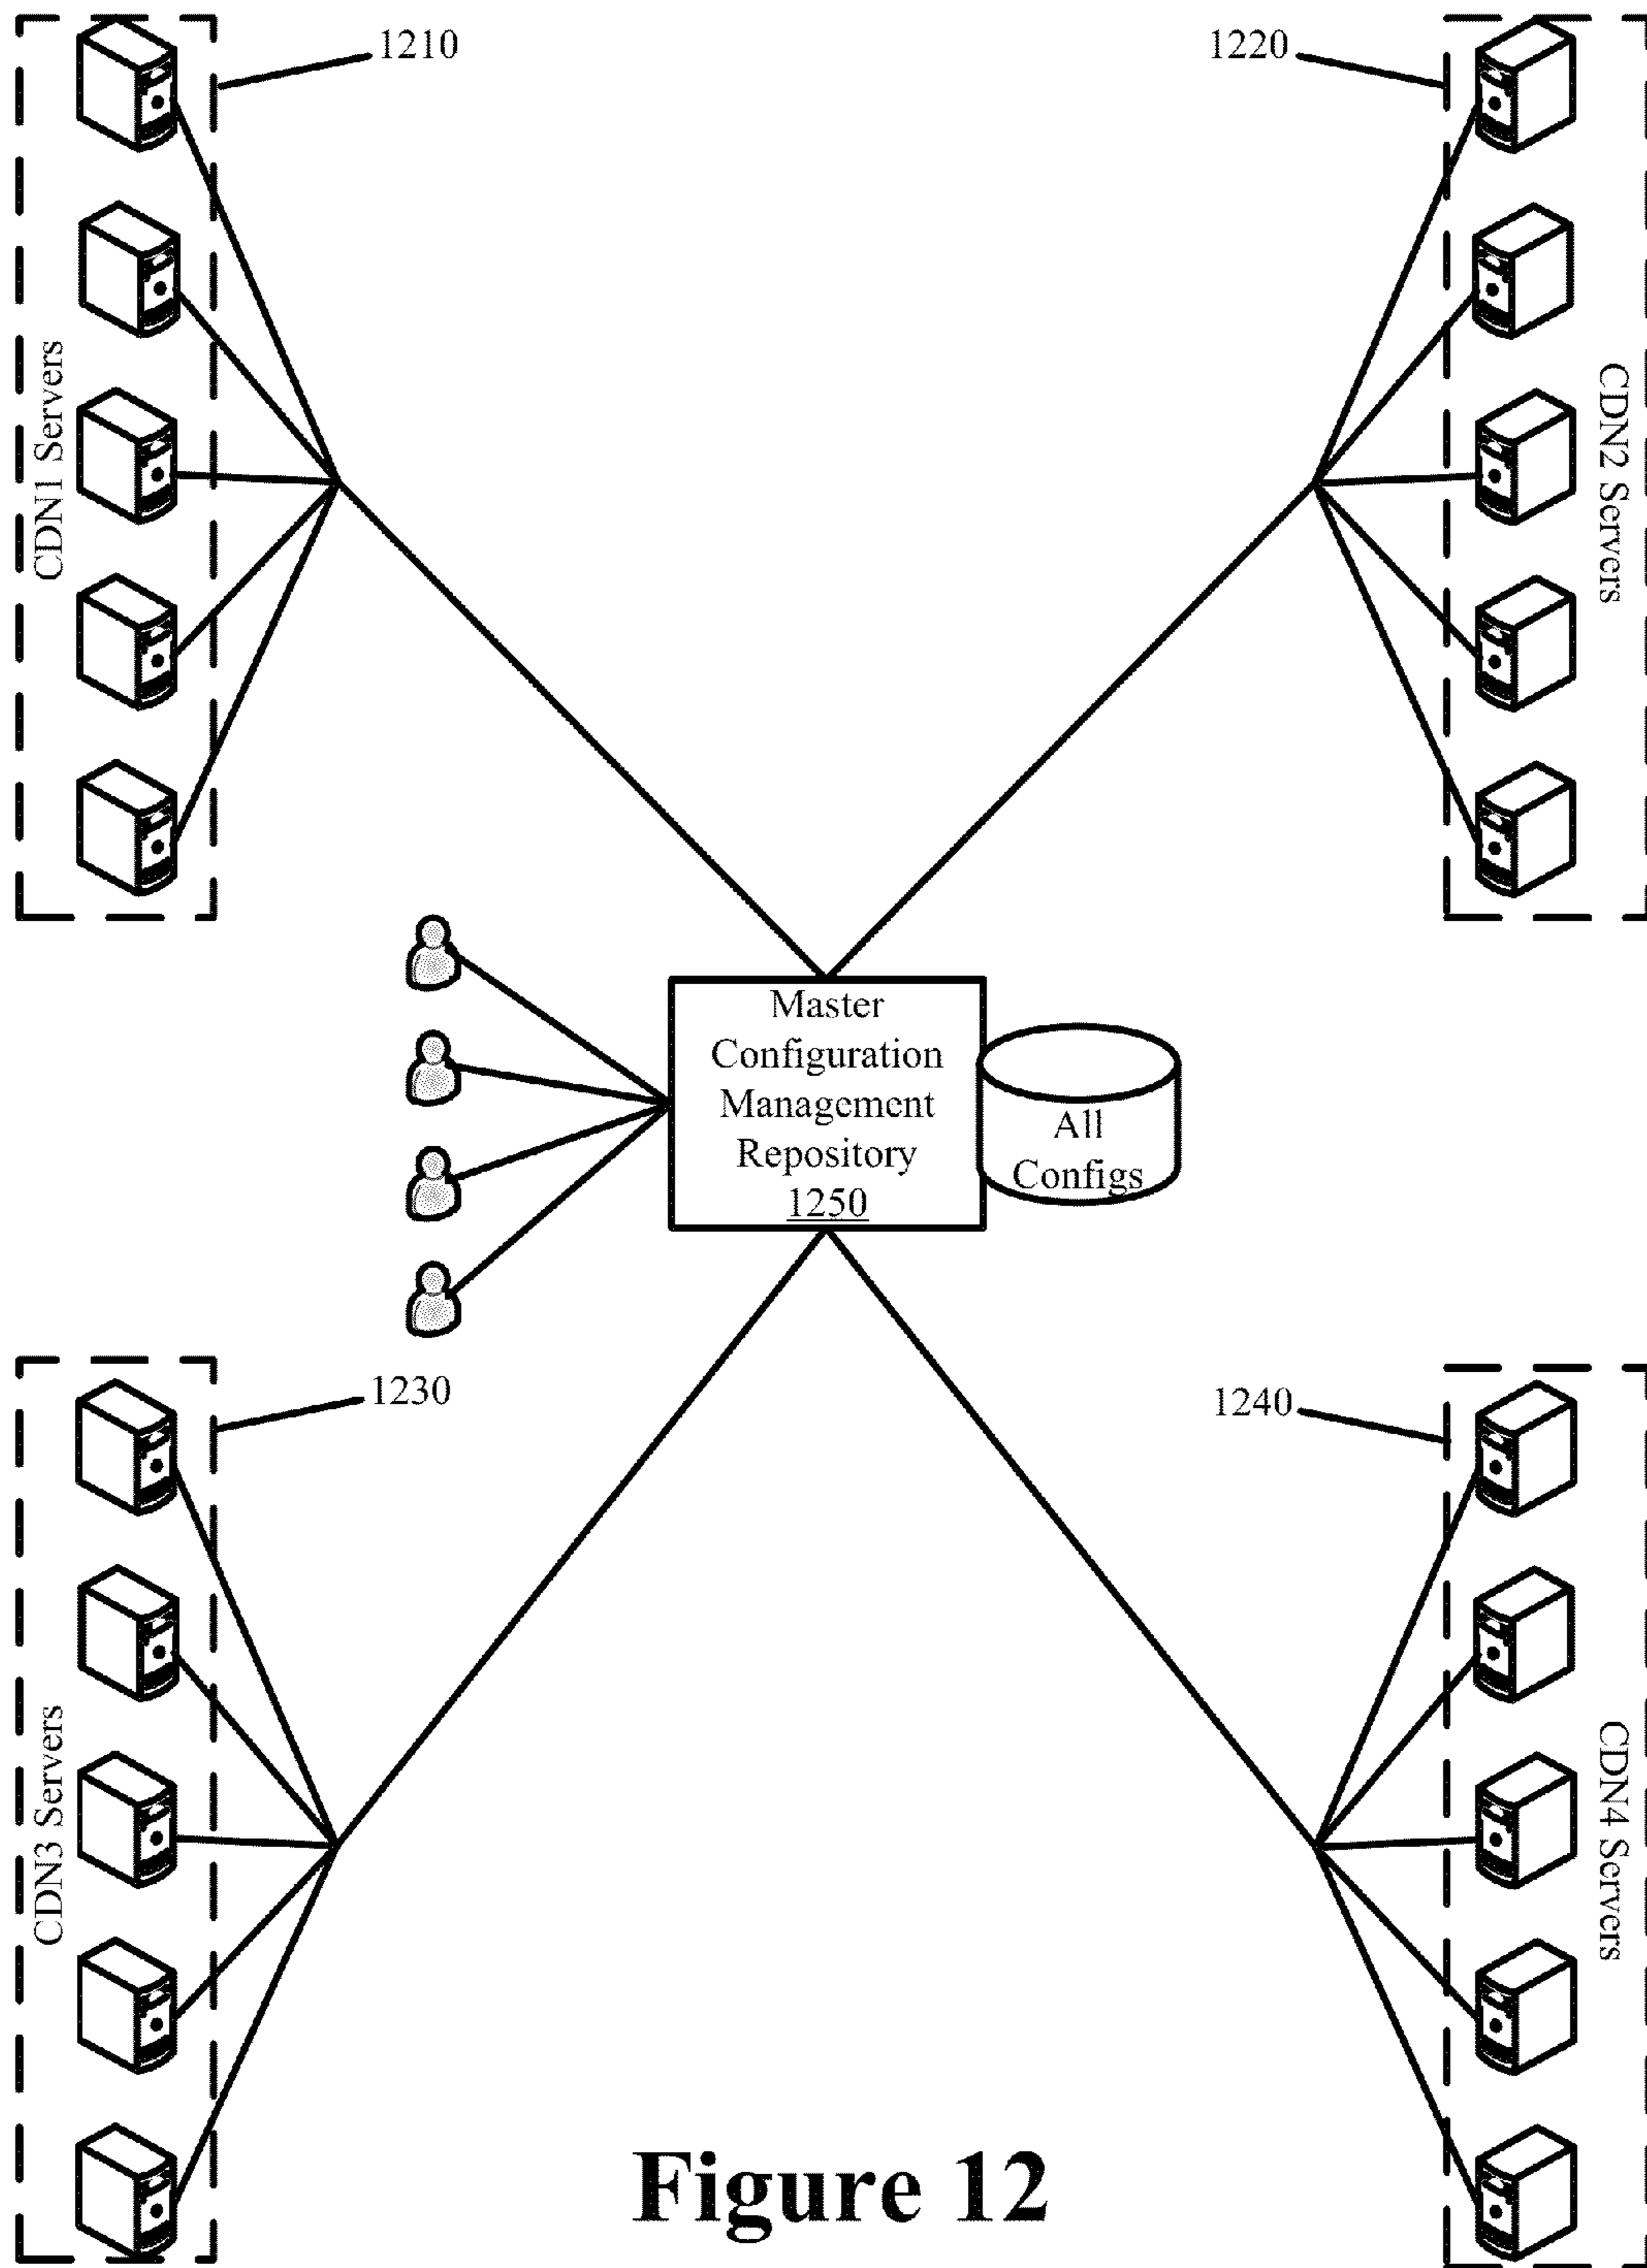 1210
1220
CDN1 Servers
CDN2 Servers
Master
Configuration
Management
Repository
1250
All
Configs
1230
1240
CDN3 Servers
CDN4 Servers
Figure 12